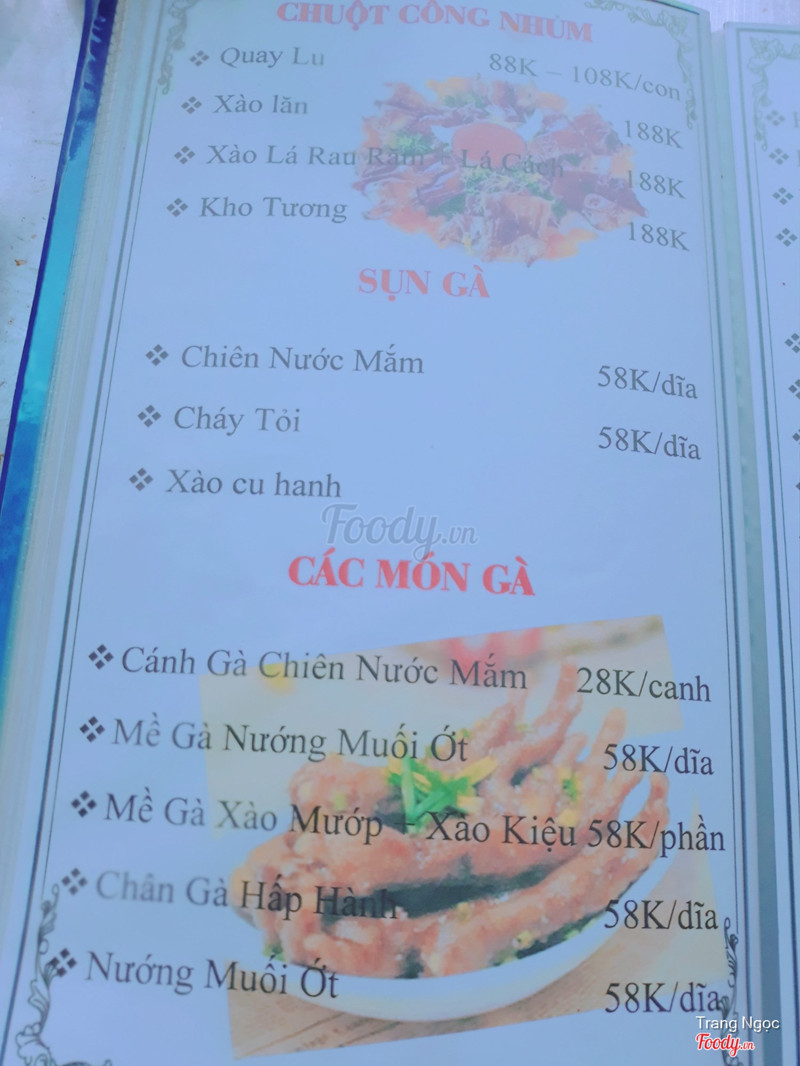 CHUỘT CÔNG NHÙM
❖ Quay Lu 88K – 108K/con
❖ Xào lăn 188K
❖ Xào Lá Rau Răm + Lá Cách 188K
❖ Kho Tương 188K
SỤN GÀ
❖ Chiên Nước Mắm 58K/dĩa
❖ Cháy Tỏi 58K/dĩa
❖ Xào cu hanh
Foody.vn
CÁC MÓN GÀ
❖ Cánh Gà Chiên Nước Mắm 28K/canh
❖ Mề Gà Nướng Muối Ớt 58K/dĩa
❖ Mề Gà Xào Mướp – Xào Kiệu 58K/phần
❖ Chân Gà Hấp Hành 58K/dĩa
❖ Nướng Muối Ớt 58K/dĩa
Trang Ngọc
Foody.vn